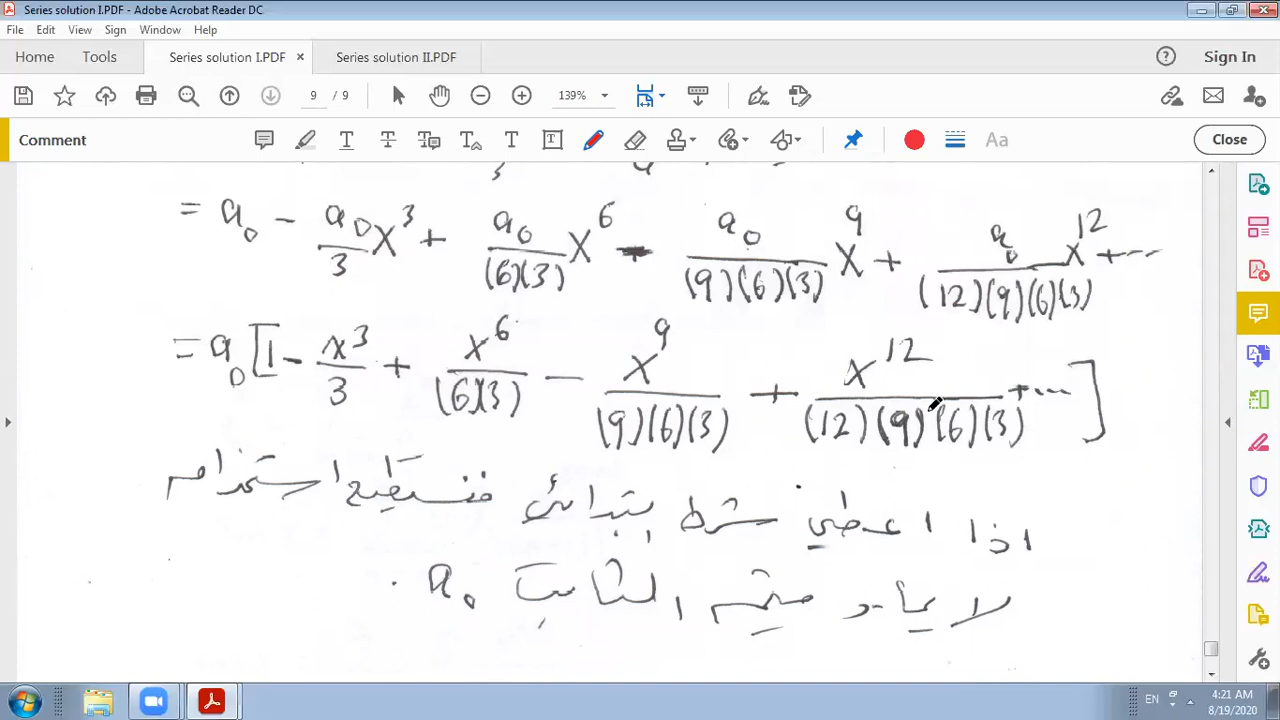 Series solution I.PDF - Adobe Acrobat Reader DC
File Edit View Sign Window Help
Home Tools Series solution I.PDF × Series solution II.PDF Sign In
9 / 9 139%
Comment Aa Close
= a₀ - a₀/3 x³ + a₀/((6)(3)) x⁶ - a₀/((9)(6)(3)) x⁹ + a₀/((12)(9)(6)(3)) x¹² + ...
= a₀ [1 - x³/3 + x⁶/((6)(3)) - x⁹/((9)(6)(3)) + x¹²/((12)(9)(6)(3)) + ...]
اذا اعطي شرط ابتدائي فنستطيع استخدام
لايجاد الثابت a₀ .
EN 4:21 AM
8/19/2020